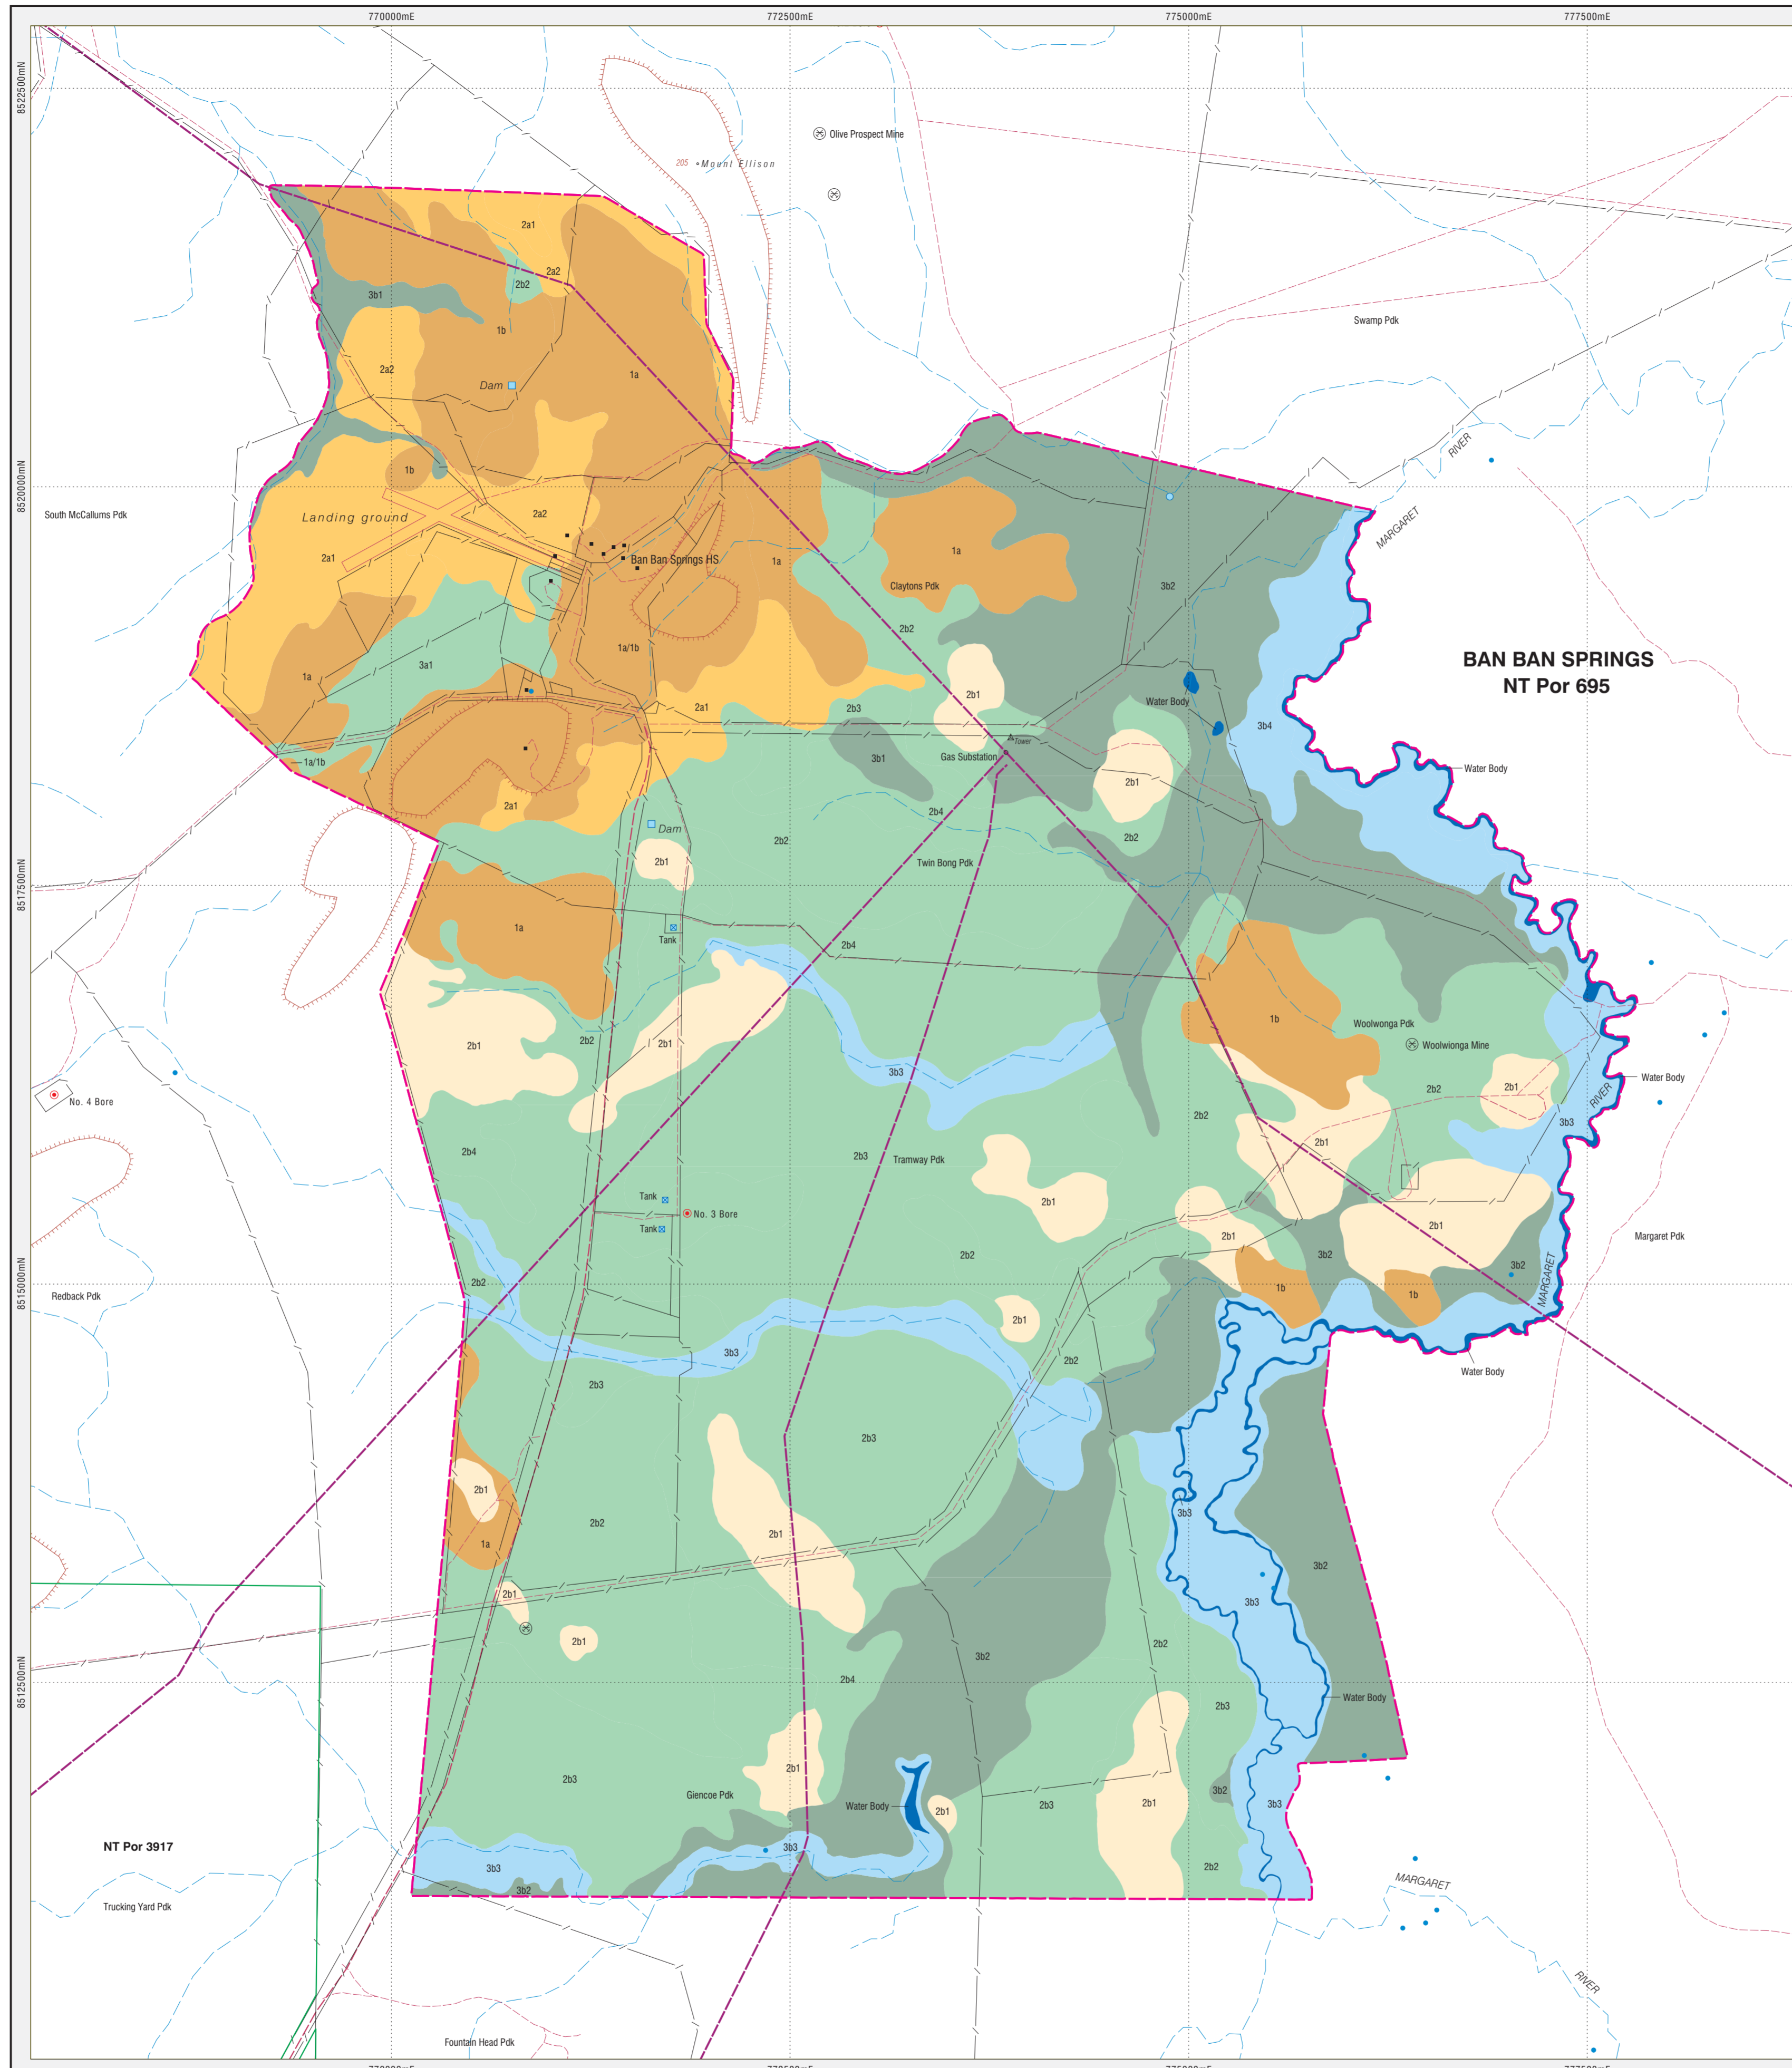 770000mE
772500mE
775000mE
777500mE
8522500mN
8520000mN
8517500mN
8515000mN
8512500mN
Olive Prospect Mine
205
Mount Ellison
2a1
2a2
2b2
3b1
1b
Swamp Pdk
1a
2a2
Dam
RIVER
1b
MARGARET
South McCallums Pdk
Landing ground
2a2
2a1
Ban Ban Springs HS
1a
1a
Claytons Pdk
3b2
2b2
1a/1b
3a1
BAN BAN SPRINGS
NT Por 695
1a
2b1
Water Body
2a1
2b3
3b4
Tower
Gas Substation
3b1
1a/1b
Water Body
2b1
2a1
2b4
Dam
2b2
2b2
2b1
Twin Bong Pdk
1a
Tank
2b4
2b1
2b2
2b1
1b
Woolwonga Pdk
Woolwionga Mine
3b3
2b2
2b1
Water Body
RIVER
No. 4 Bore
2b2
3b3
2b4
2b3
Tramway Pdk
2b1
Tank
2b1
No. 3 Bore
Tank
2b1
2b1
Margaret Pdk
2b2
3b2
3b2
2b2
Redback Pdk
1b
1b
MARGARET
2b1
3b3
2b2
Water Body
2b3
2b3
2b1
3b3
2b2
2b1
1a
3b2
2b1
3b3
2b1
2b2
3b2
2b4
2b3
Water Body
2b1
2b3
Glencoe Pdk
3b2
Water Body
2b1
2b3
2b1
3b3
NT Por 3917
3b3
3b3
2b2
3b2
MARGARET
Trucking Yard Pdk
RIVER
Fountain Head Pdk
770000mE
772500mE
775000mE
777500mE